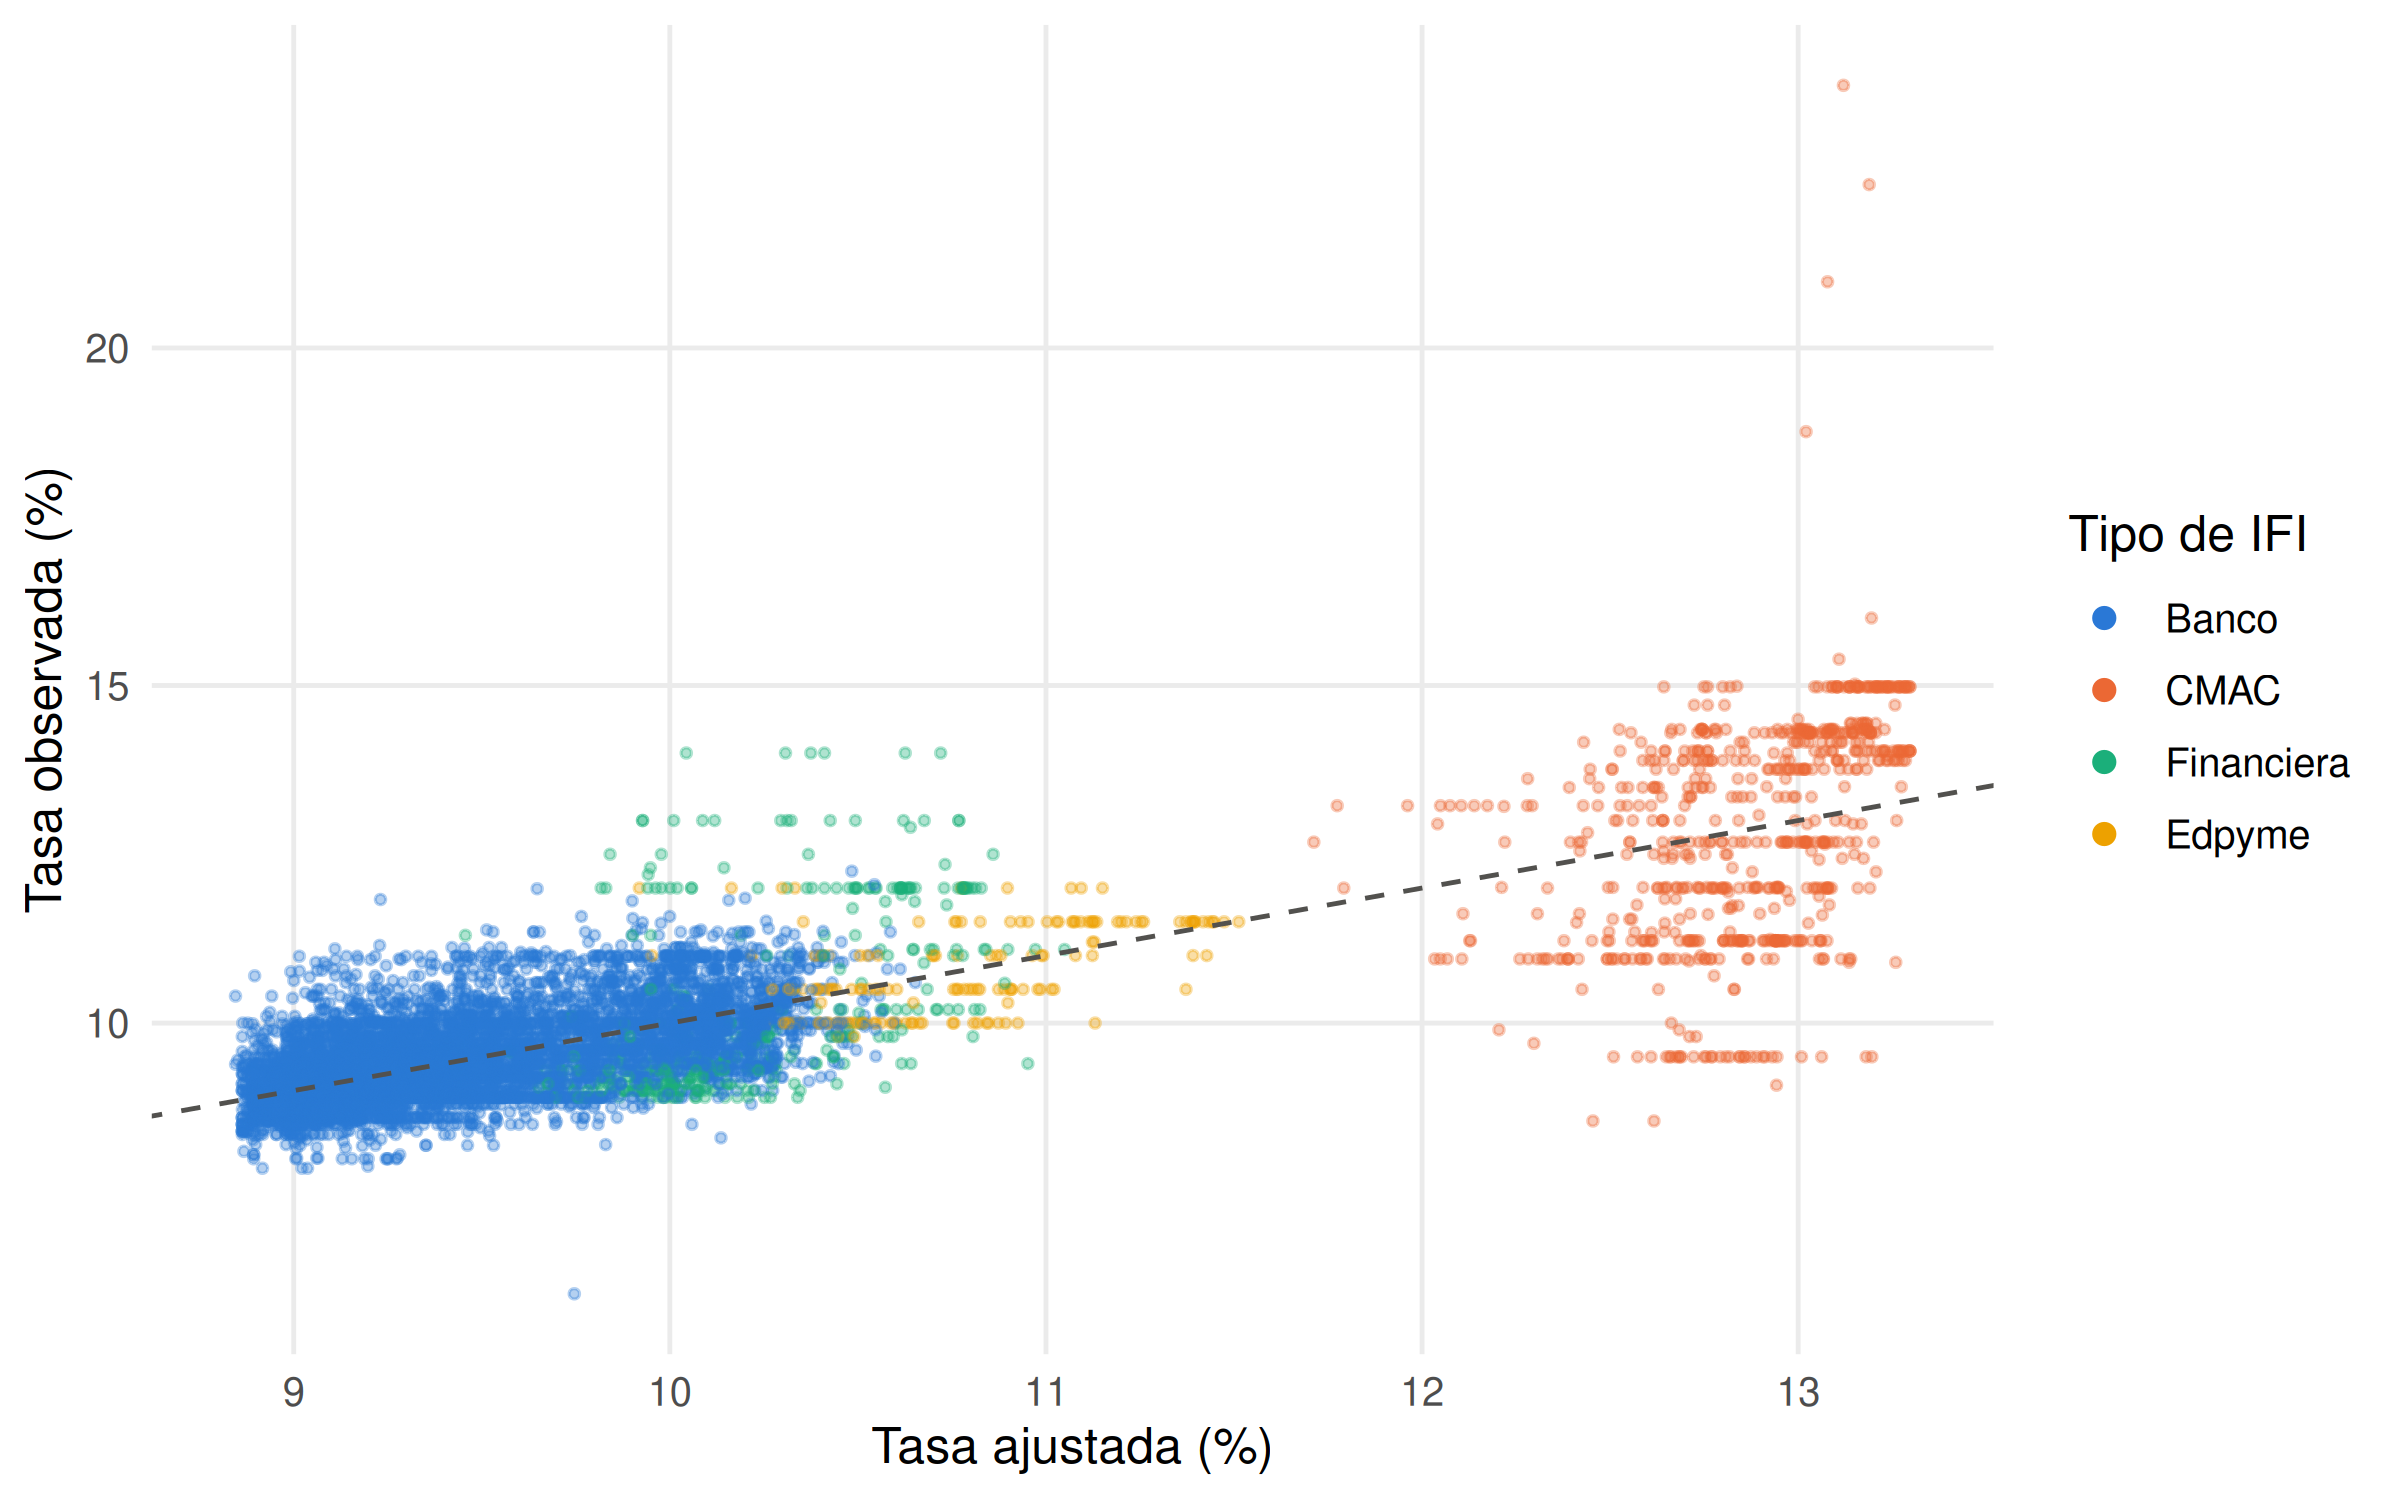 Tasa observada (%)
20
15
10
9
10
11
12
13
Tasa ajustada (%)
Tipo de IFI
Banco
CMAC
Financiera
Edpyme